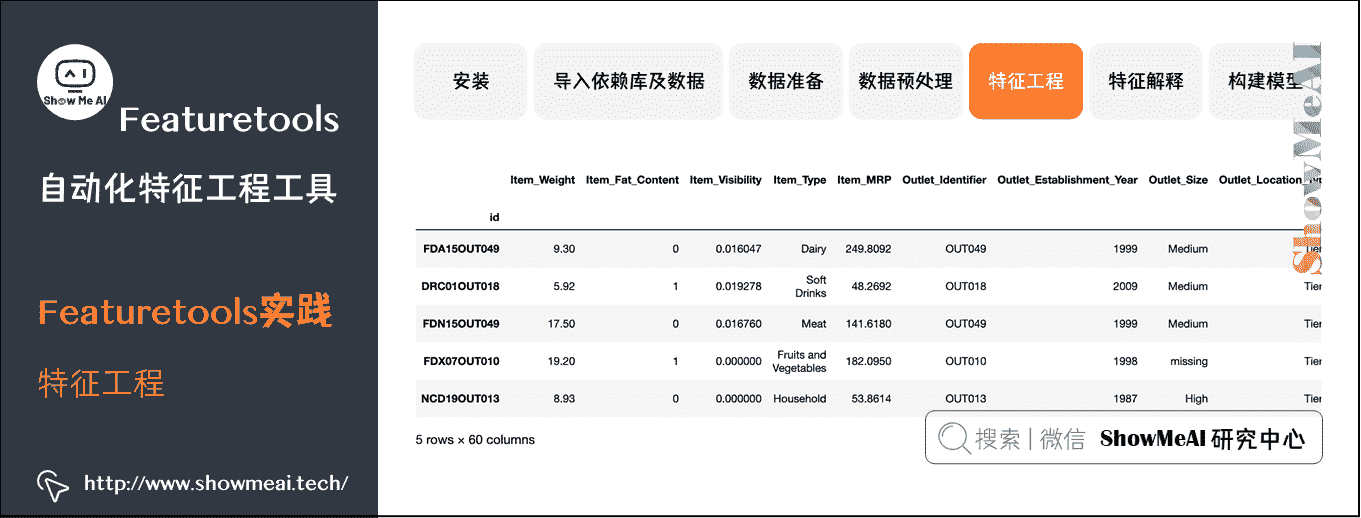 Show Me AI
Featuretools
自动化特征工程工具
Featuretools实践
特征工程
http://www.showmeai.tech/
安装 导入依赖库及数据 数据准备 数据预处理 特征工程 特征解释 构建模型
ShowMeAI
Item_Weight Item_Fat_Content Item_Visibility Item_Type Item_MRP Outlet_Identifier Outlet_Establishment_Year Outlet_Size
id
FDA15OUT049 9.30 0 0.016047 Dairy 249.8092 OUT049 1999 Medium
DRC01OUT018 5.92 1 0.019278 Soft Drinks 48.2692 OUT018 2009 Medium Tier
FDN15OUT049 17.50 0 0.016760 Meat 141.6180 OUT049 1999 Medium Tier
FDX07OUT010 19.20 1 0.000000 Fruits and Vegetables 182.0950 OUT010 1998 missing Tier
NCD19OUT013 8.93 0 0.000000 Household 53.8614 OUT013 1987 High Tier
5 rows × 60 columns
搜索 | 微信 ShowMeAI 研究中心